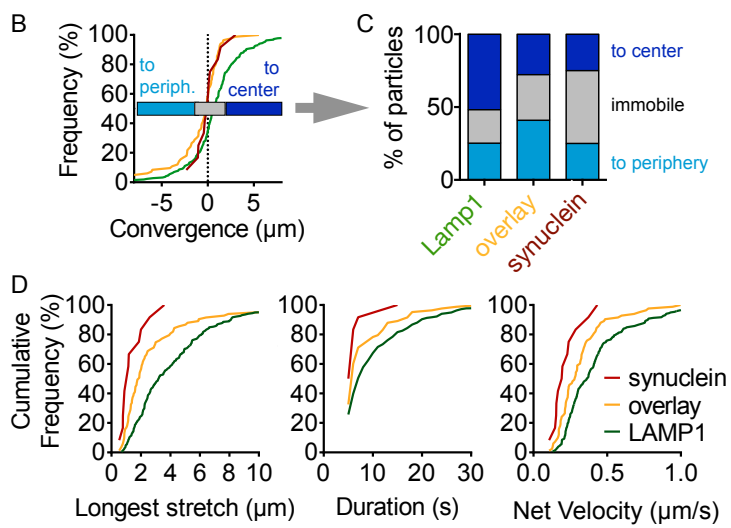 B
100
80
60
40
20
0
Frequency (%)
to
periph.
to
center
-5
0
5
Convergence (µm)
C
100
50
0
% of particles
to center
immobile
to periphery
Lamp1
overlay
synuclein
D
Cumulative
Frequency (%)
100
80
60
40
20
0
0
2
4
6
8
10
Longest stretch (µm)
100
80
60
40
20
0
0
10
20
30
Duration (s)
100
80
60
40
20
0
0.0
0.5
1.0
Net Velocity (µm/s)
synuclein
overlay
LAMP1